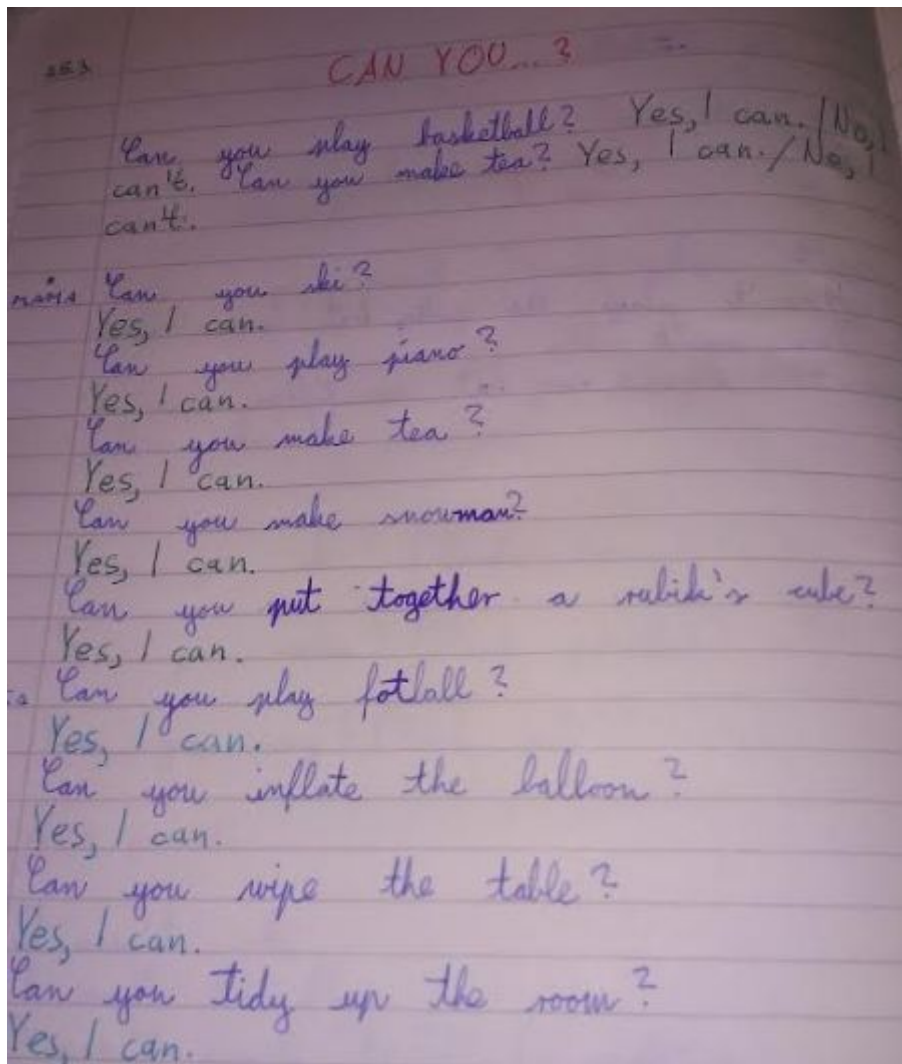 CAN YOU...?
Can you play basketball? Yes, I can. / No, I
can't. Can you make tea? Yes, I can. / No, I
can't.
MAMA Can you ski?
Yes, I can.
Can you play piano?
Yes, I can.
Can you make tea?
Yes, I can.
Can you make snowman?
Yes, I can.
Can you put together a rubik's cube?
Yes, I can.
Can you play fotball?
Yes, I can.
Can you inflate the balloon?
Yes, I can.
Can you wipe the table?
Yes, I can.
Can you tidy up the room?
Yes, I can.